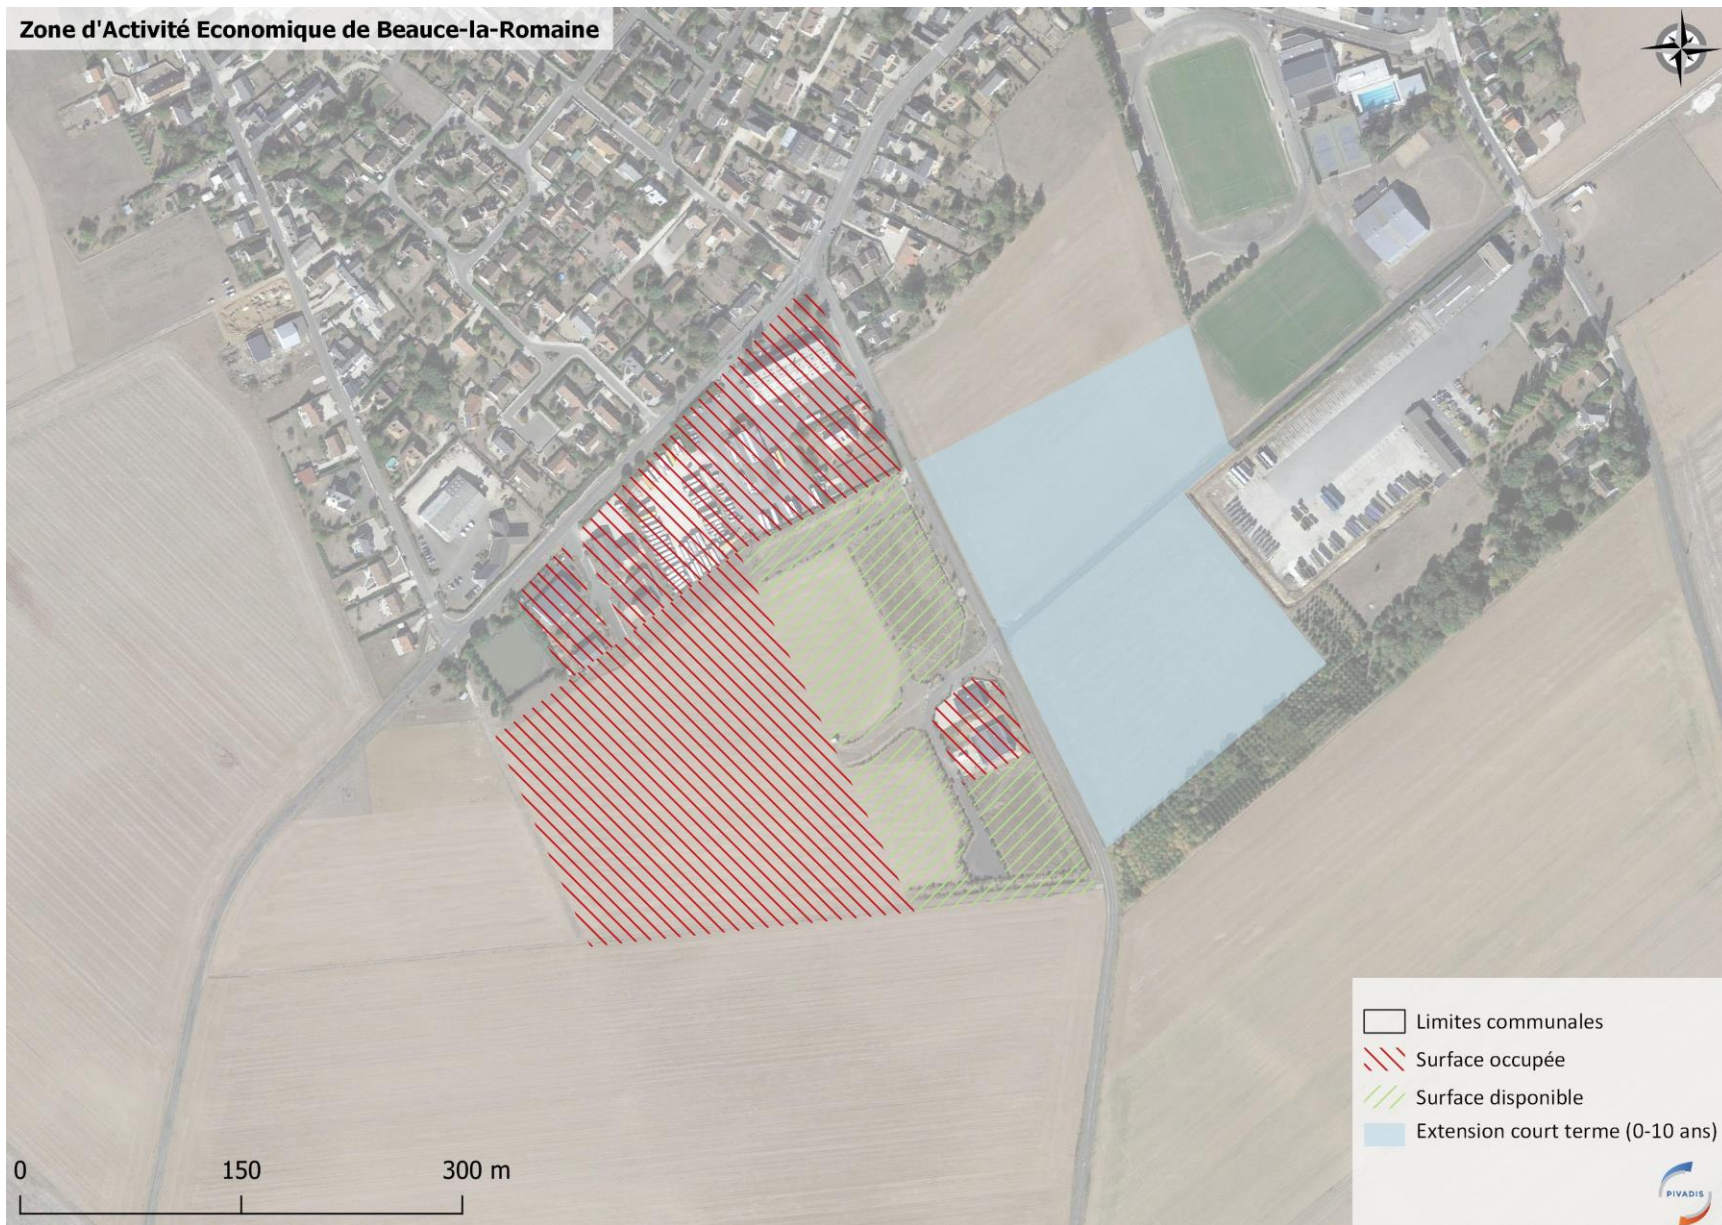 Zone d'Activité Economique de Beauce-la-Romaine
Limites communales
Surface occupée
Surface disponible
Extension court terme (0-10 ans)
0 150 300 m
PIVADIS